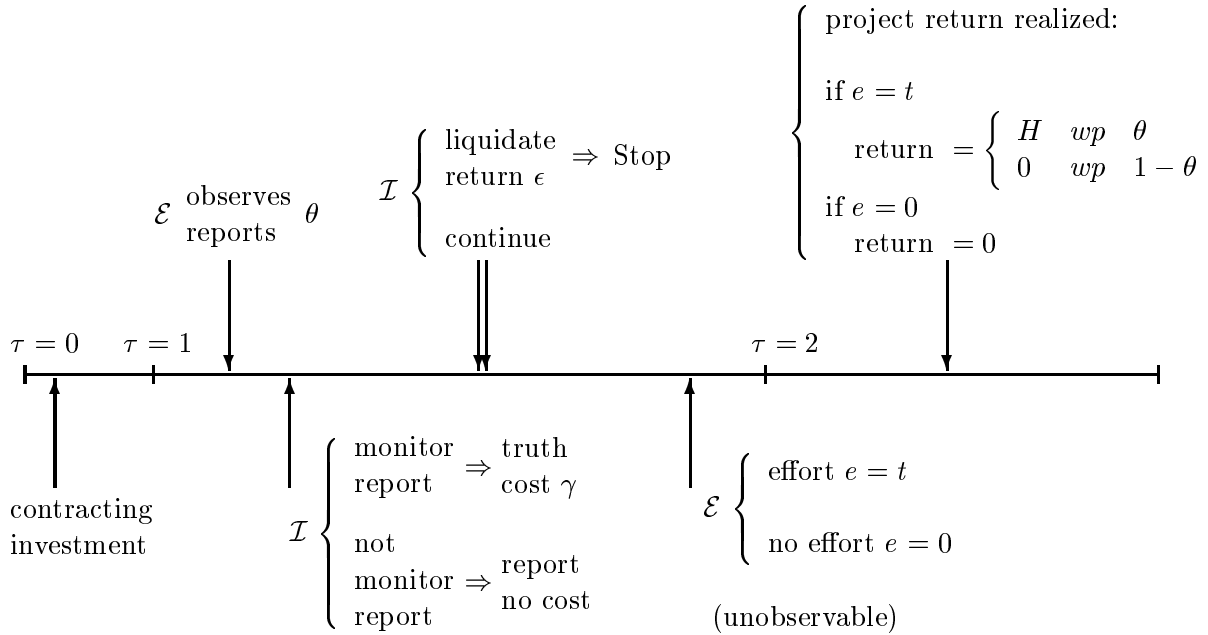 project return realized:
if e = t
return = H wp θ
0 wp 1 − θ
if e = 0
return = 0
I liquidate
return ϵ ⇒ Stop
continue
E observes
reports θ
τ = 0 τ = 1 τ = 2
contracting
investment
I monitor
report ⇒ truth
cost γ
not
monitor
report ⇒ report
no cost
E effort e = t
no effort e = 0
(unobservable)